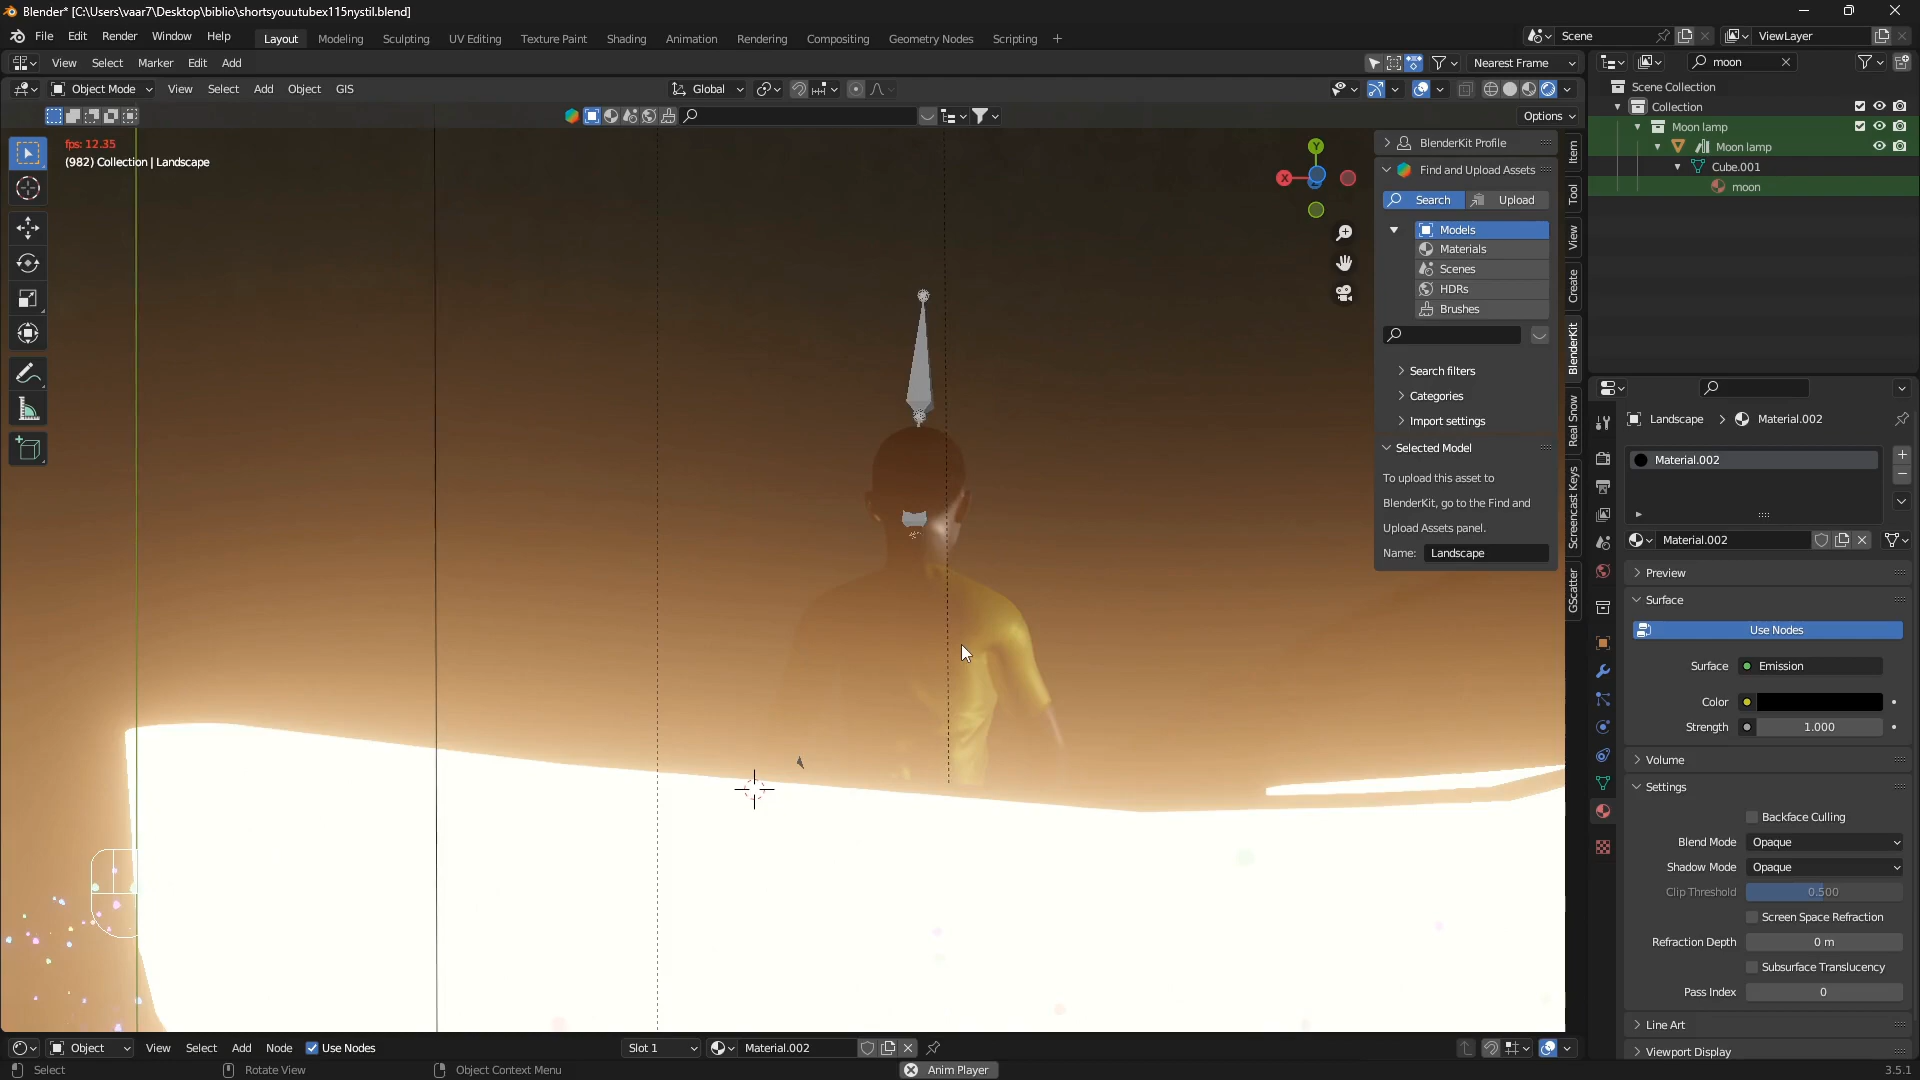 Blender* [C:\Users\vaar7\Desktop\biblio\shortsyouutubex115nystil.blend]
File Edit Render Window Help Layout Modeling Sculpting UV Editing Texture Paint Shading Animation Rendering Compositing Geometry Nodes Scripting + Scene ViewLayer
View Select Marker Edit Add Nearest Frame moon
Object Mode View Select Add Object GIS Global
Scene Collection
Collection
Options
Moon lamp
fps: 12.35
(982) Collection | Landscape
Moon lamp
Cube.001
moon
BlenderKit Profile
Find and Upload Assets
Search Upload
Models
Materials
Scenes
HDRs
Brushes
Search filters
Categories
Import settings
Selected Model
To upload this asset to
BlenderKit, go to the Find and
Upload Assets panel.
Name: Landscape
Item
Tool
View
Create
BlenderKit
Real Snow
Screencast Keys
GScatter
X
Y
Landscape Material.002
Material.002
Material.002
Preview
Surface
Use Nodes
Surface Emission
Color
Strength 1.000
Volume
Settings
Backface Culling
Blend Mode Opaque
Shadow Mode Opaque
Clip Threshold 0.500
Screen Space Refraction
Refraction Depth 0 m
Subsurface Translucency
Pass Index 0
Line Art
Viewport Display
Object View Select Add Node Use Nodes Slot 1 Material.002
Select Rotate View Object Context Menu Anim Player 3.5.1